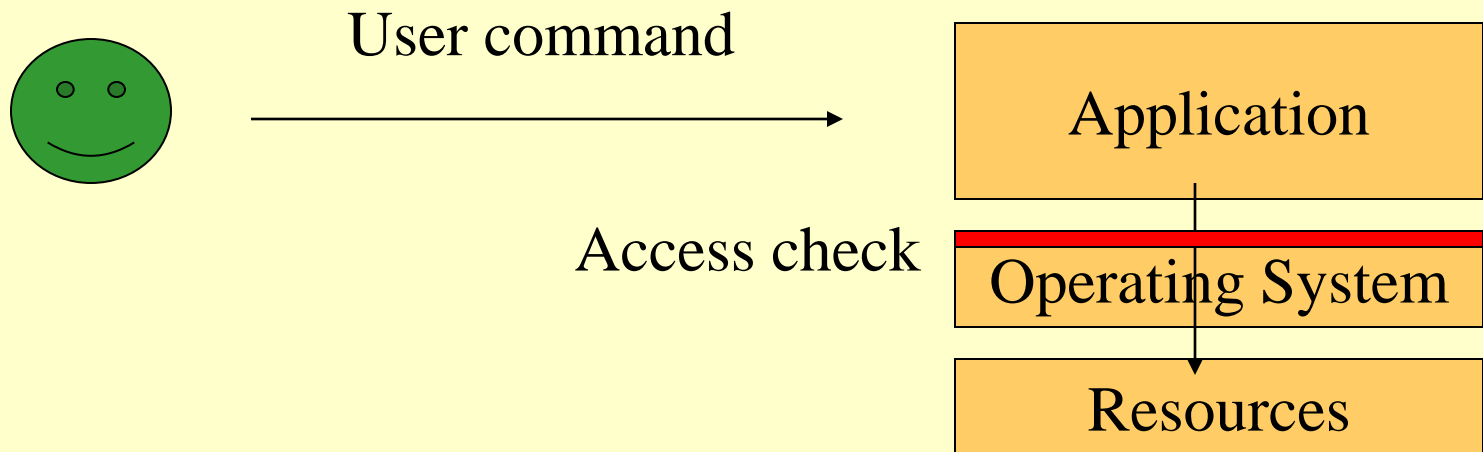 User command
Application
Access check
Operating System
Resources